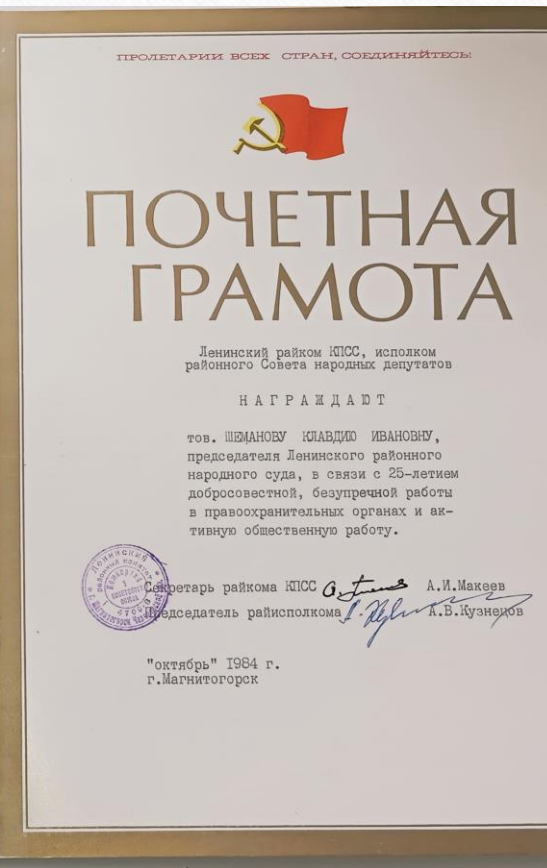 ПРОЛЕТАРИИ ВСЕХ СТРАН, СОЕДИНЯЙТЕСЬ!
ПОЧЕТНАЯ
ГРАМОТА
Ленинский райком КПСС, исполком
районного Совета народных депутатов
НАГРАЖДАЮТ
тов. ШЕМАНОВУ КЛАВДИЮ ИВАНОВНУ,
председателя Ленинского районного
народного суда, в связи с 25-летием
добросовестной, безупречной работы
в правоохранительных органах и ак-
тивную общественную работу.
Секретарь райкома КПСС А.И.Макеев
Председатель райисполкома А.В.Кузнецов
"октябрь" 1984 г.
г.Магнитогорск